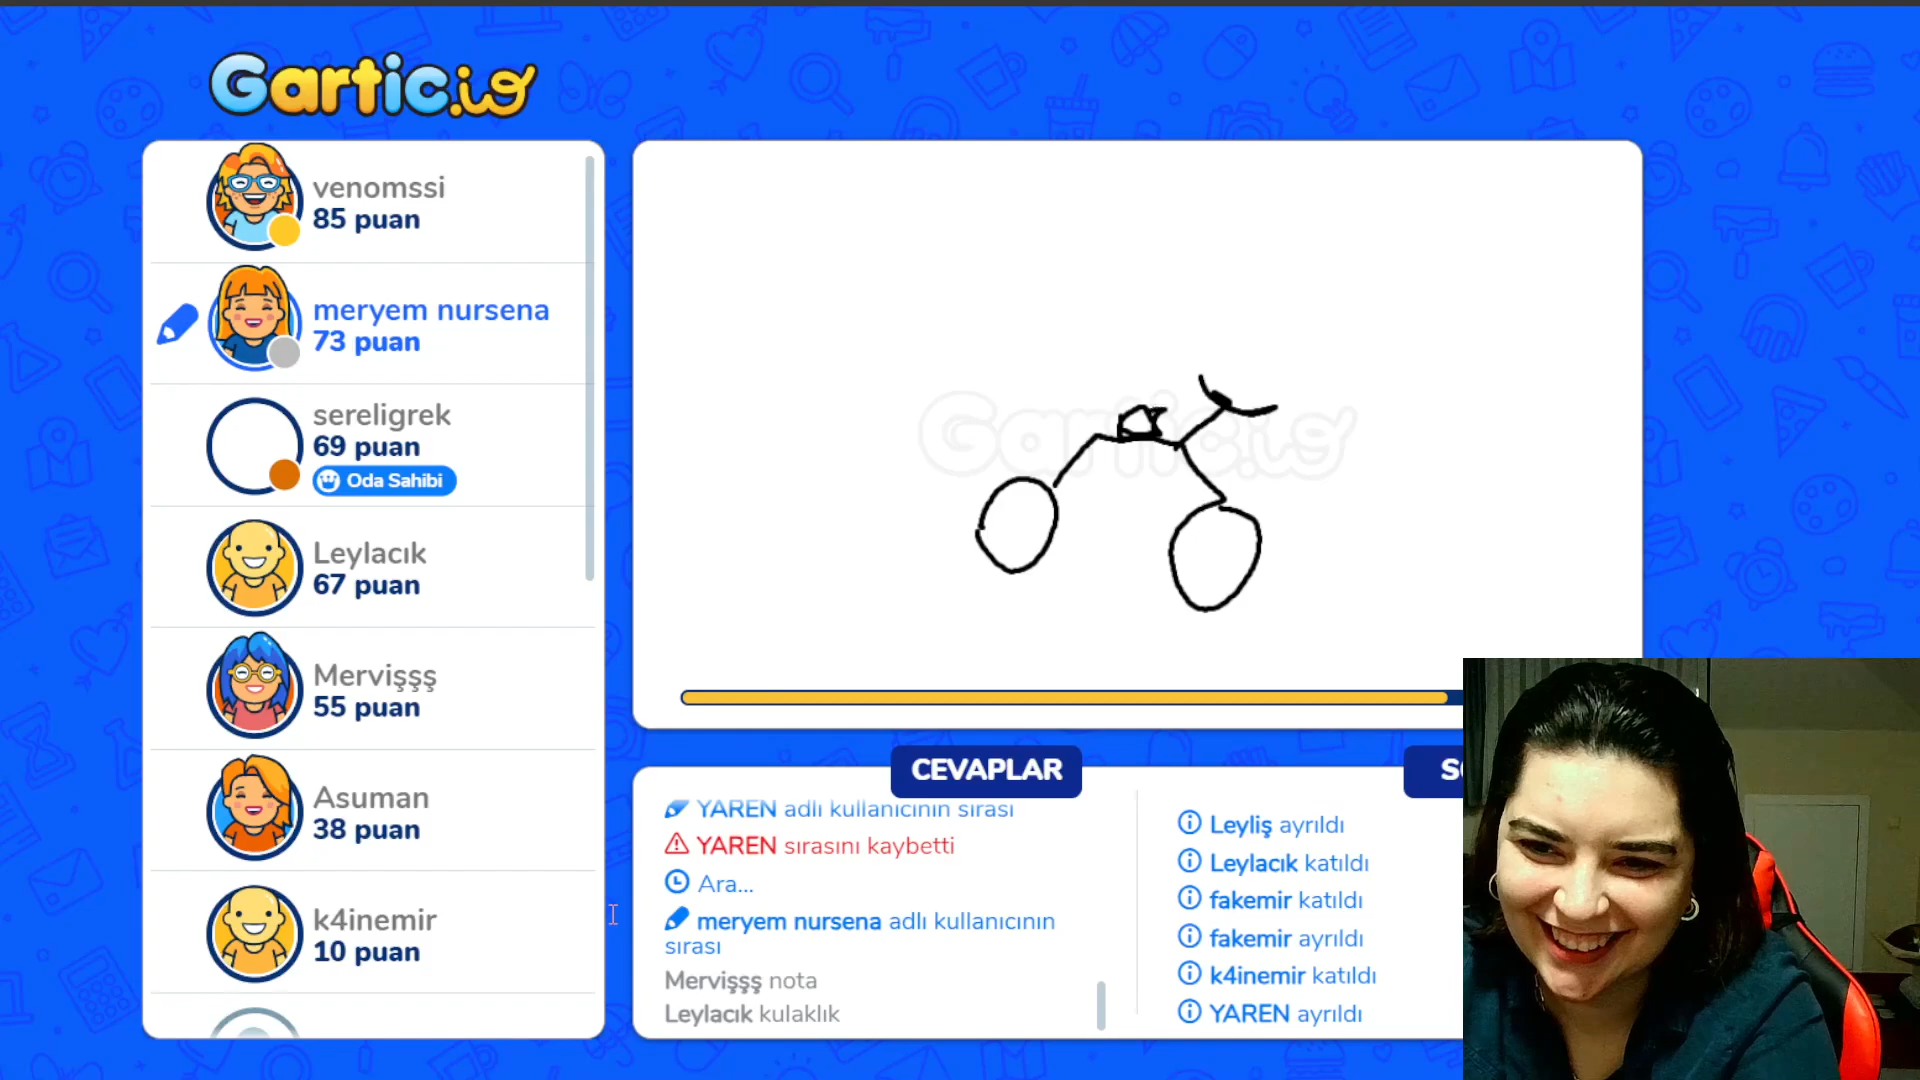 Gartic.io
venomssi
85 puan
meryem nursena
73 puan
sereligrek
69 puan
Oda Sahibi
Leylacık
67 puan
Mervişşş
55 puan
Asuman
38 puan
k4inemir
10 puan
Gartic.io
CEVAPLAR
YAREN adlı kullanıcının sırası
YAREN sırasını kaybetti
Ara...
meryem nursena adlı kullanıcının
sırası
Mervişşş nota
Leylacık kulaklık
Leyliş ayrıldı
Leylacık katıldı
fakemir katıldı
fakemir ayrıldı
k4inemir katıldı
YAREN ayrıldı